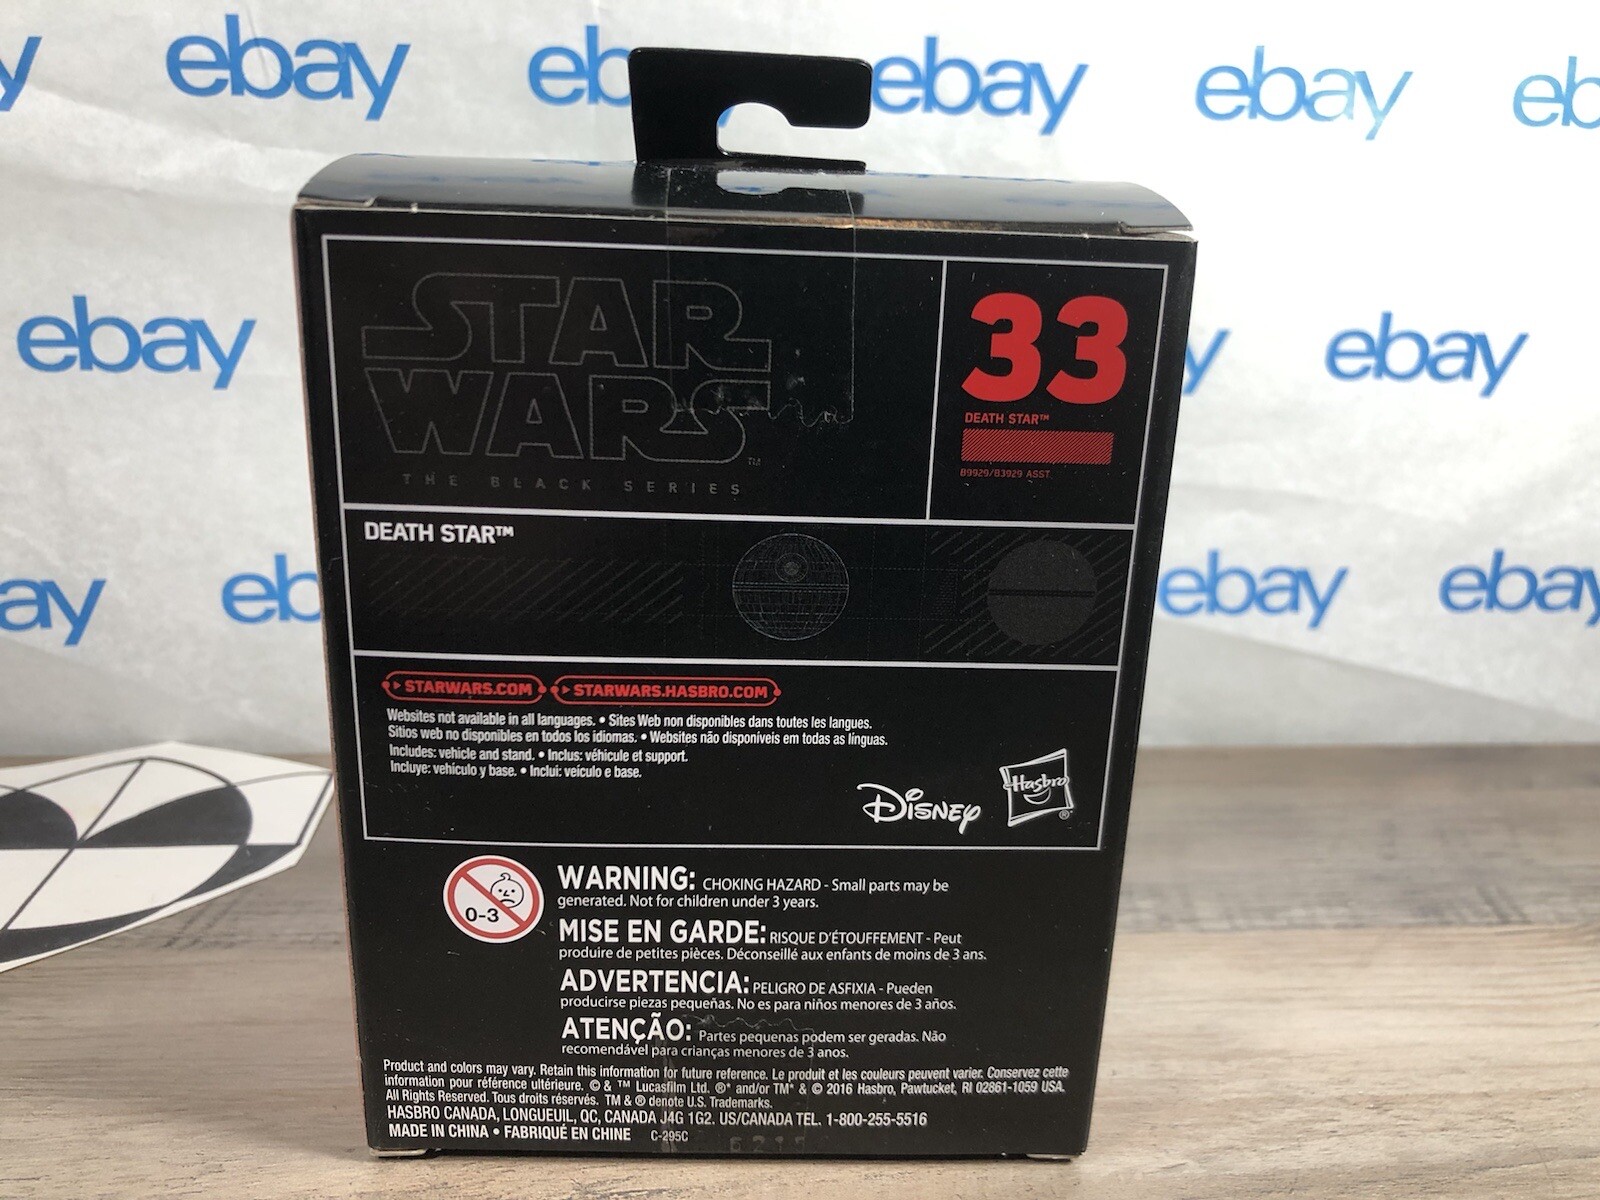 ebay ebay ebay ebay
ebay ebay
ebay ebay
STAR
WARS
TM
THE BLACK SERIES
33
DEATH STAR™
B9929/B3929 ASST.
DEATH STAR™
STARWARS.COM STARWARS.HASBRO.COM
Websites not available in all languages. • Sites Web non disponibles dans toutes les langues.
Sitios web no disponibles en todos los idiomas. • Websites não disponíveis em todas as línguas.
Includes: vehicle and stand. • Inclus: véhicule et support.
Incluye: vehículo y base. • Inclui: veículo e base.
Disney Hasbro ®
0-3
WARNING: CHOKING HAZARD - Small parts may be
generated. Not for children under 3 years.
MISE EN GARDE: RISQUE D'ÉTOUFFEMENT - Peut
produire de petites pièces. Déconseillé aux enfants de moins de 3 ans.
ADVERTENCIA: PELIGRO DE ASFIXIA - Pueden
producirse piezas pequeñas. No es para niños menores de 3 años.
ATENÇÃO: Partes pequenas podem ser geradas. Não
recomendável para crianças menores de 3 anos.
Product and colors may vary. Retain this information for future reference. Le produit et les couleurs peuvent varier. Conservez cette
information pour référence ultérieure. © & ™ Lucasfilm Ltd. ®* and/or TM* & © 2016 Hasbro, Pawtucket, RI 02861-1059 USA.
All Rights Reserved. Tous droits réservés. TM & ® denote U.S. Trademarks.
HASBRO CANADA, LONGUEUIL, QC, CANADA J4G 1G2. US/CANADA TEL. 1-800-255-5516
MADE IN CHINA • FABRIQUÉ EN CHINE C-295C